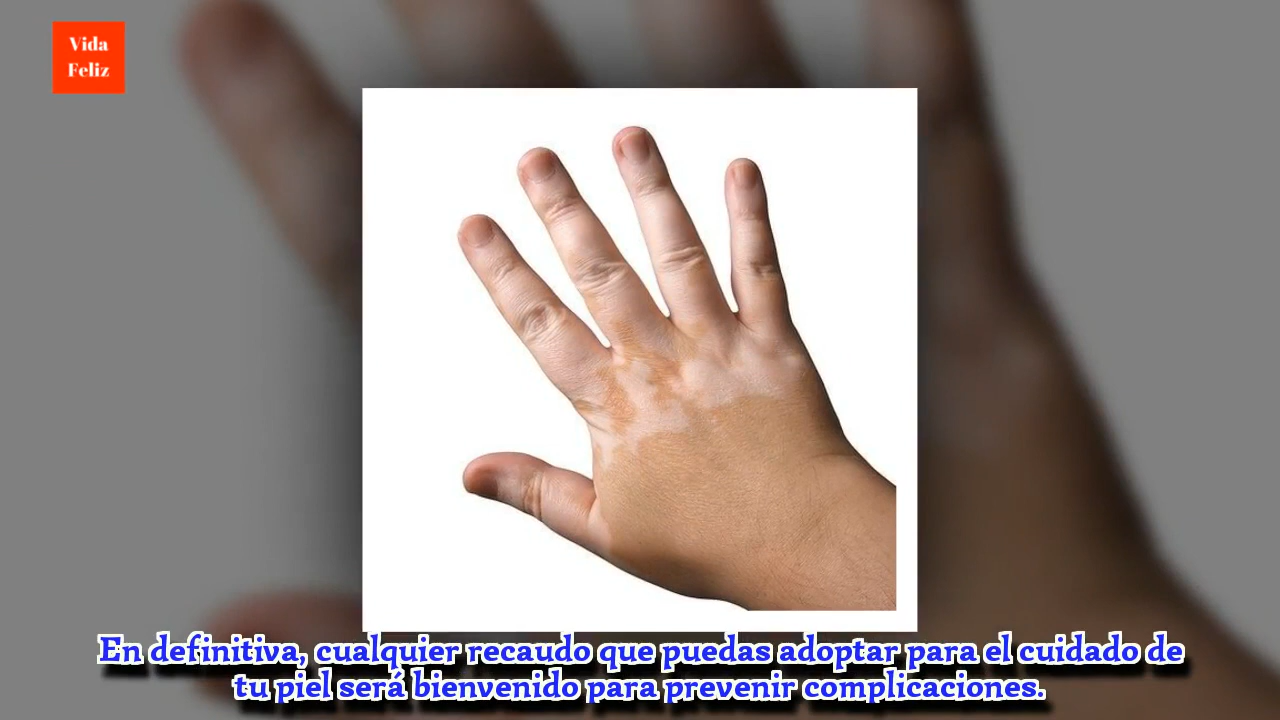 Vida
Feliz
En definitiva, cualquier recaudo que puedas adoptar para el cuidado de
tu piel será bienvenido para prevenir complicaciones.